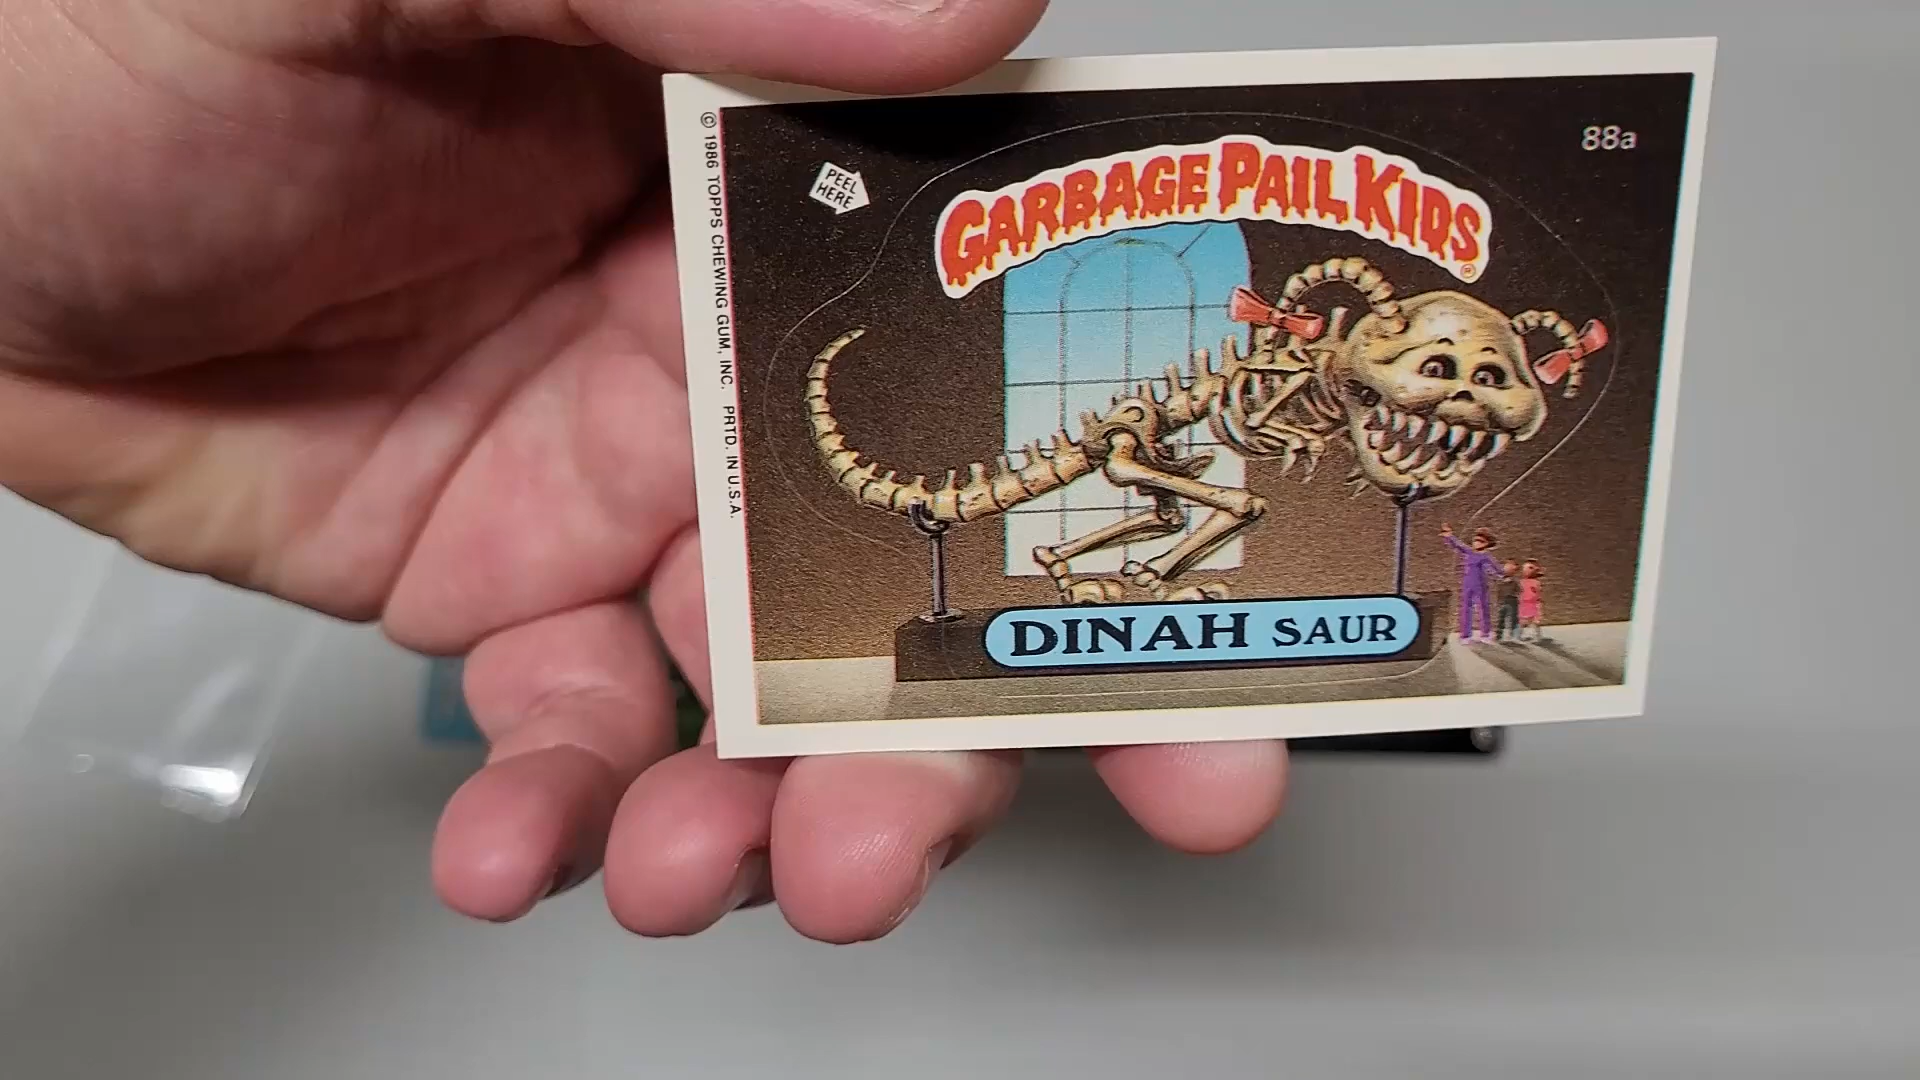 © 1986 TOPPS CHEWING GUM, INC. PRTD. IN U.S.A.
PEEL
HERE
88a
GARBAGE PAIL KIDS
®
DINAH SAUR